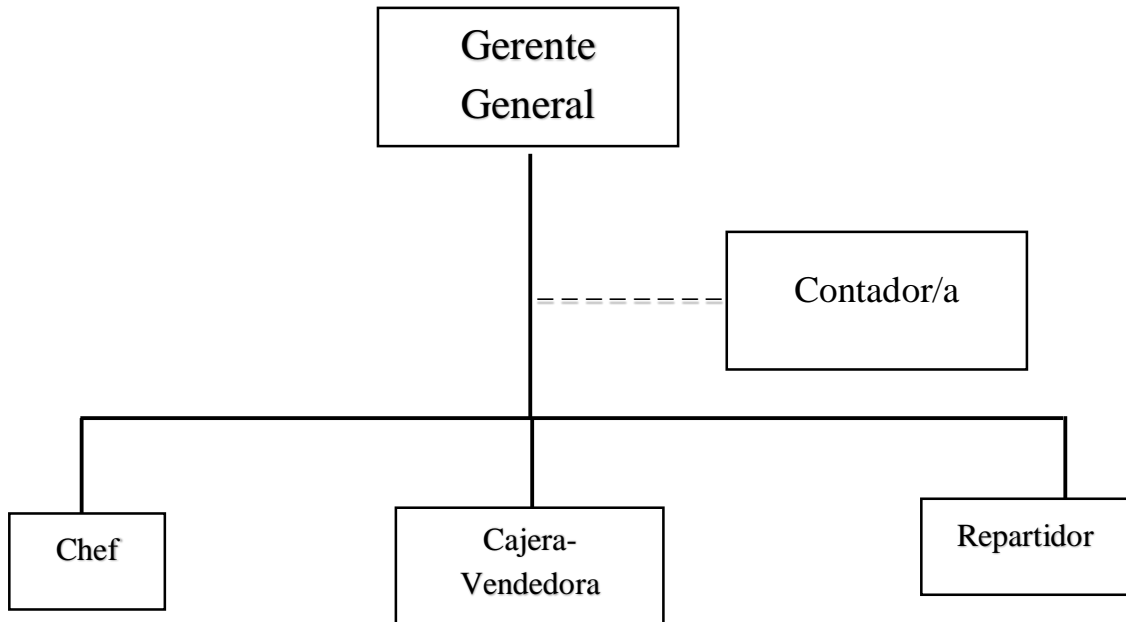 Gerente
General
Contador/a
Chef
Cajera-
Vendedora
Repartidor